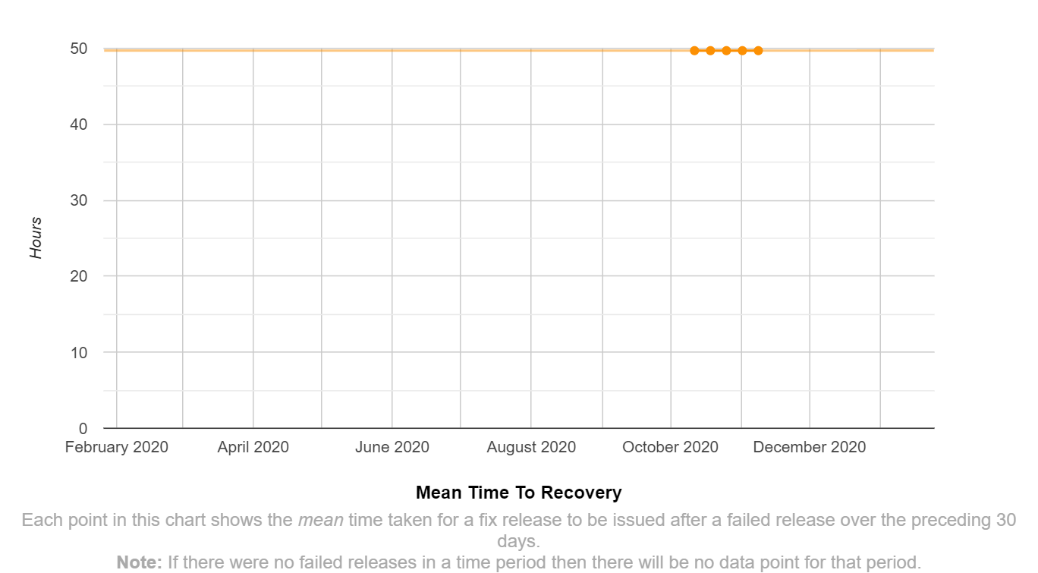 50
40
30
20
10
0
Hours
February 2020
April 2020
June 2020
August 2020
October 2020
December 2020
Mean Time To Recovery
Each point in this chart shows the mean time taken for a fix release to be issued after a failed release over the preceding 30
days.
Note: If there were no failed releases in a time period then there will be no data point for that period.